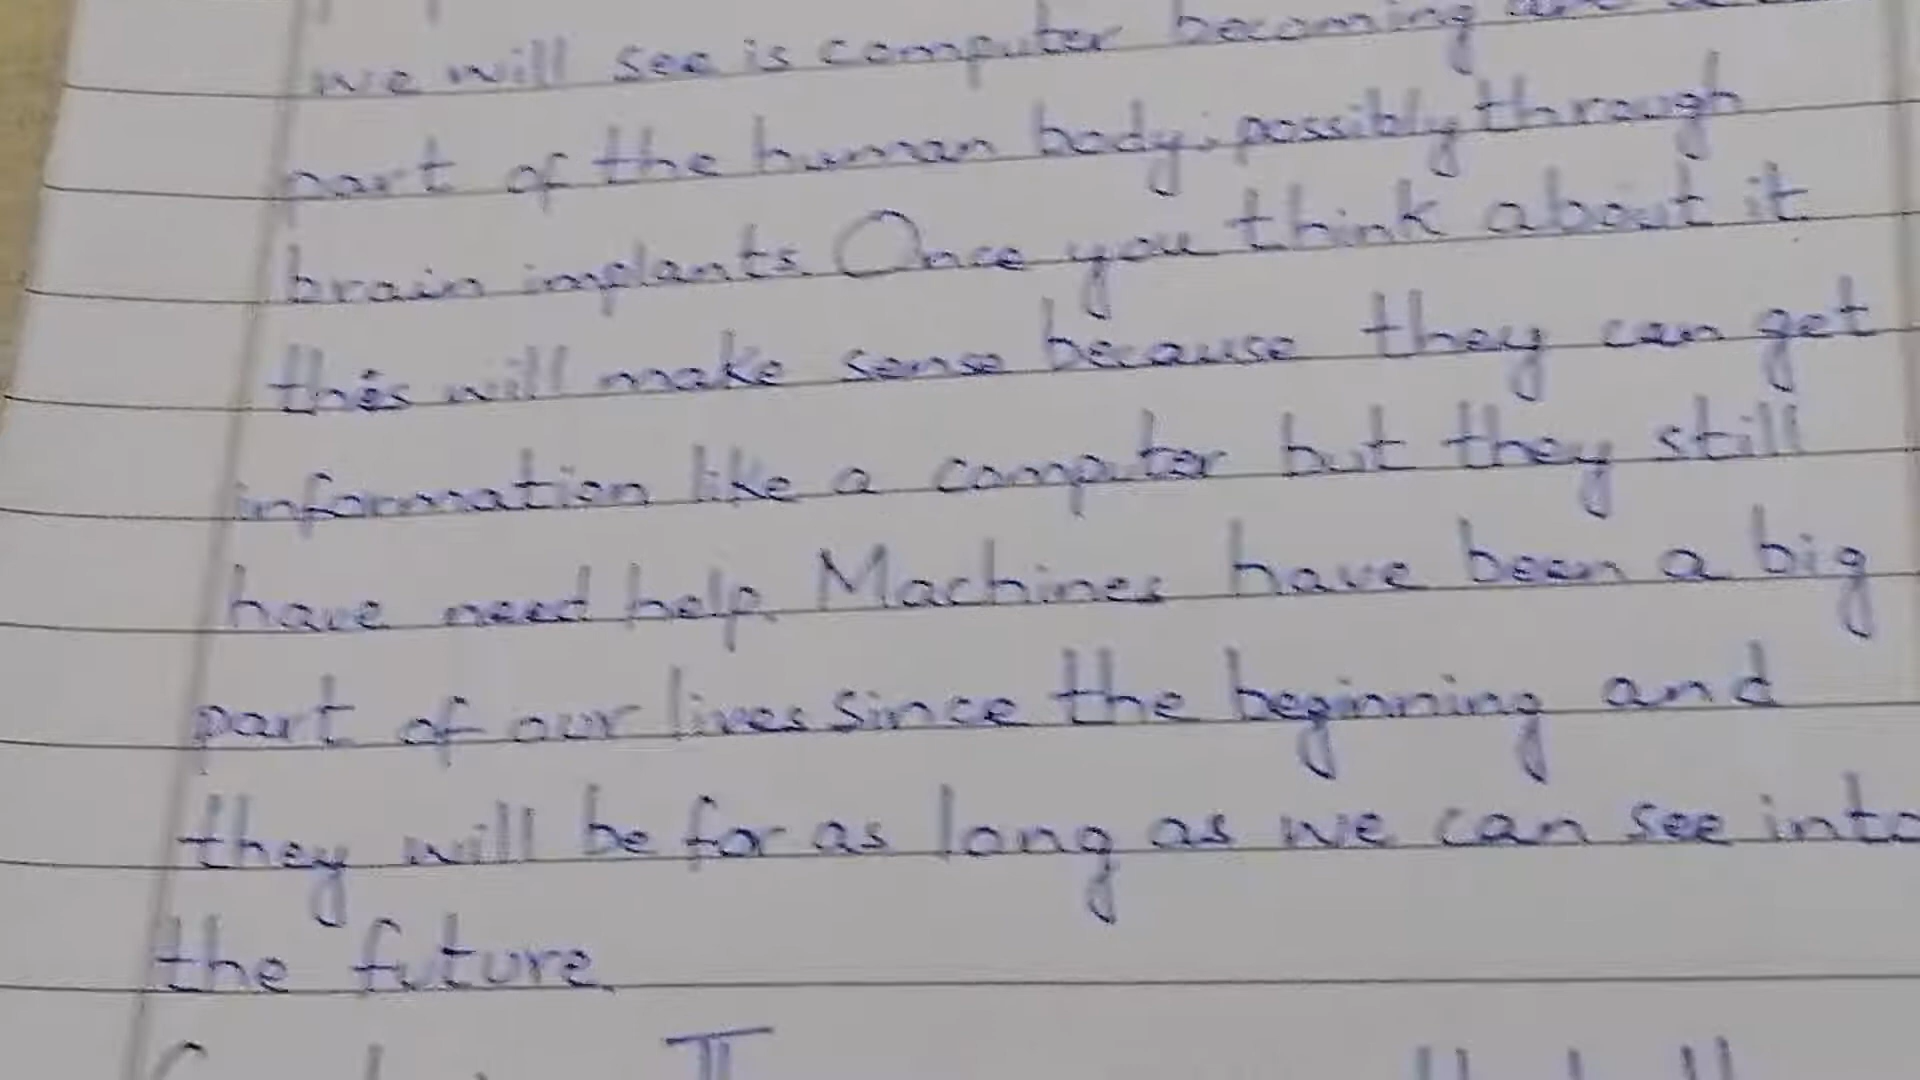 we will see is computer becoming
part of the human body, possibly through
brain implants. Once you think about it
this will make sense because they can get
information like a computer but they still
have need help. Machines have been a big
part of our lives since the beginning and
they will be for as long as we can see into
the future.